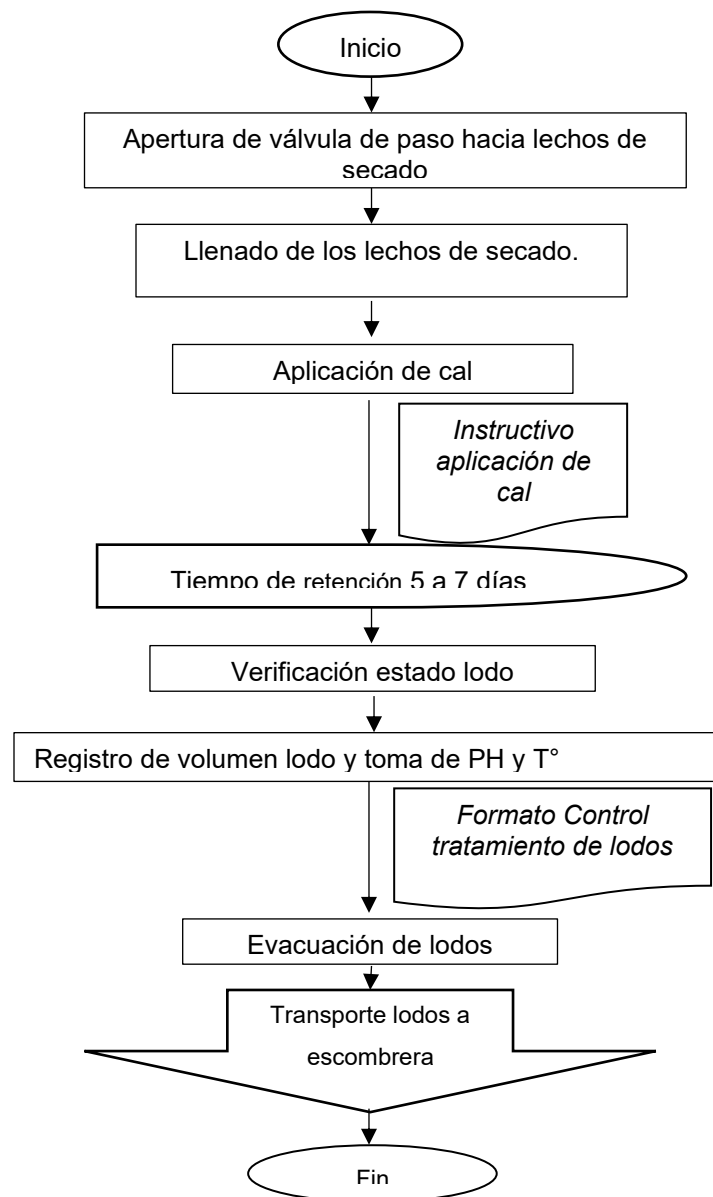 Inicio
Apertura de válvula de paso hacia lechos de
secado
Llenado de los lechos de secado.
Aplicación de cal
Instructivo
aplicación de
cal
Tiempo de retención 5 a 7 días
Verificación estado lodo
Registro de volumen lodo y toma de PH y T°
Formato Control
tratamiento de lodos
Evacuación de lodos
Transporte lodos a
escombrera
Fin